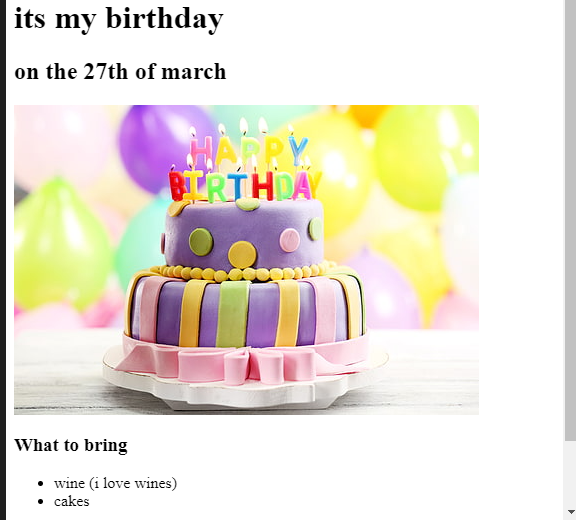 its my birthday
on the 27th of march
HAPPY
BIRTHDAY
What to bring
wine (i love wines)
cakes